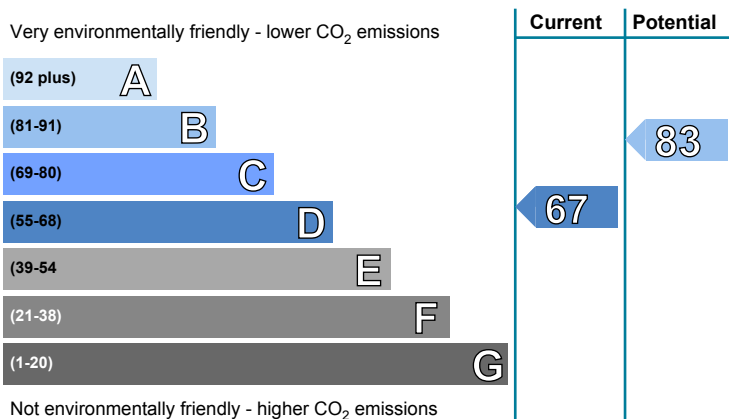 Very environmentally friendly - lower CO2 emissions
Current
Potential
(92 plus) A
(81-91) B
83
(69-80) C
(55-68) D
67
(39-54 E
(21-38) F
(1-20) G
Not environmentally friendly - higher CO2 emissions